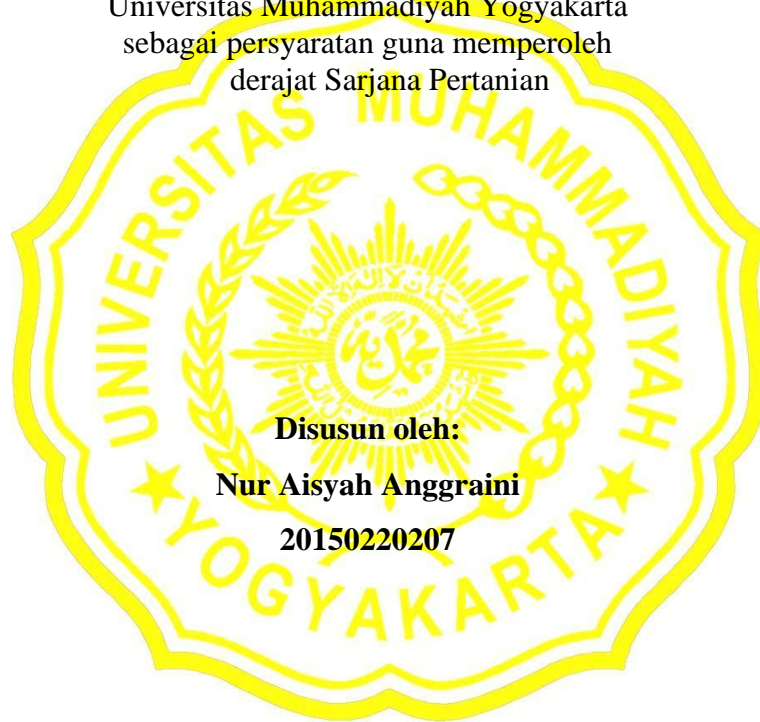 Universitas Muhammadiyah Yogyakarta
sebagai persyaratan guna memperoleh
derajat Sarjana Pertanian
UNIVERSITAS MUHAMMADIYAH
YOGYAKARTA
Disusun oleh:
Nur Aisyah Anggraini
20150220207